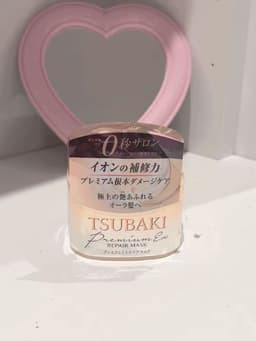 0秒サロン
イオンの補修力
プレミアム根本ダメージケア
極上の艶あふれる
オーラ髪へ
TSUBAKI
Premium Ex
REPAIR MASK